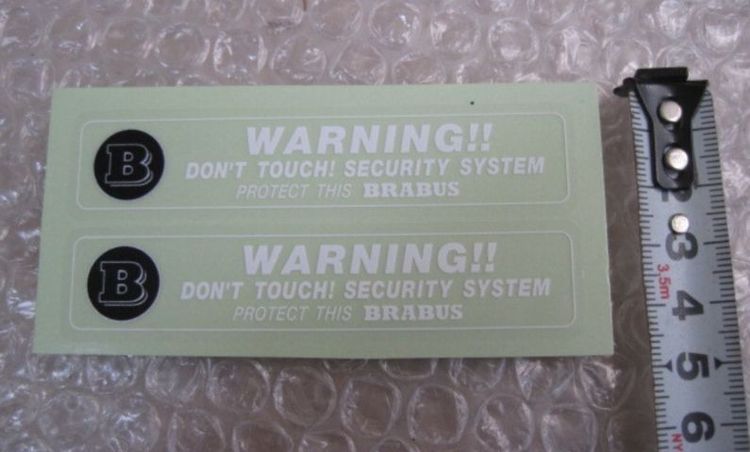 B
WARNING!!
DON'T TOUCH! SECURITY SYSTEM
PROTECT THIS BRABUS
B
WARNING!!
DON'T TOUCH! SECURITY SYSTEM
PROTECT THIS BRABUS
2
3
3.5m
4
5
6